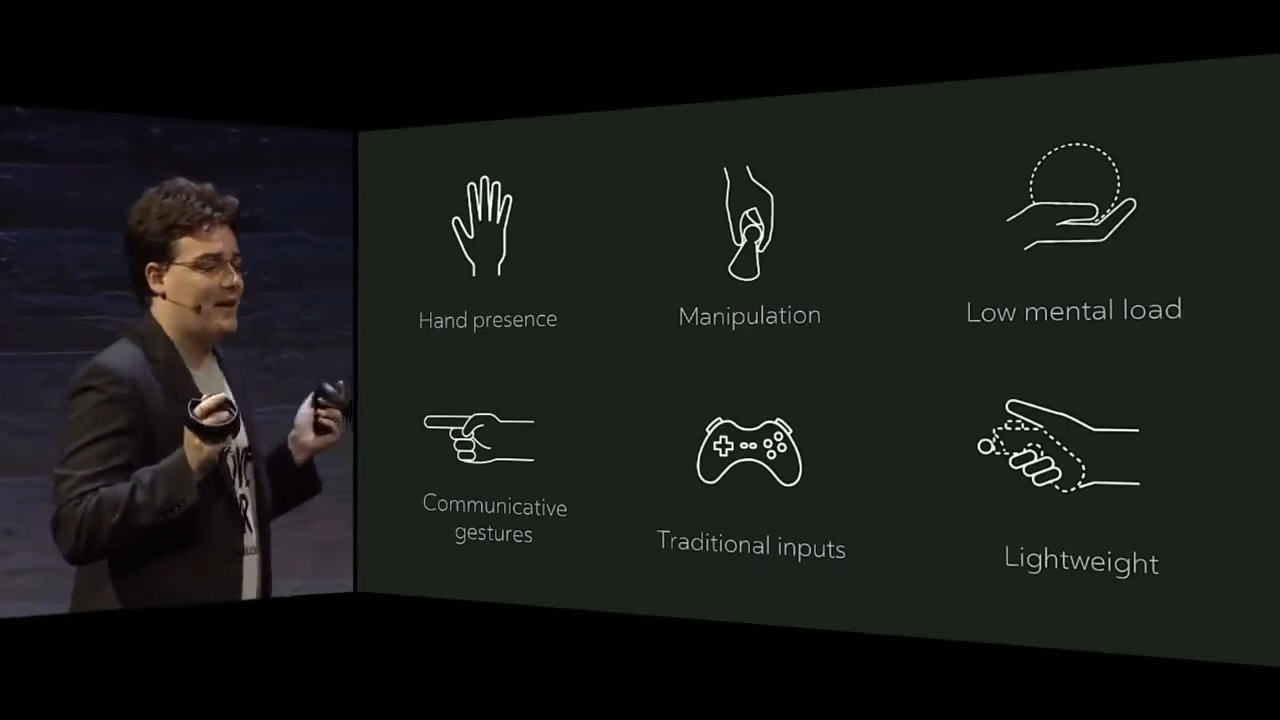 Hand presence
Manipulation
Low mental load
Communicative
gestures
Traditional inputs
Lightweight